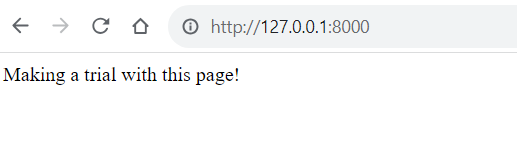 http://127.0.0.1:8000
Making a trial with this page!